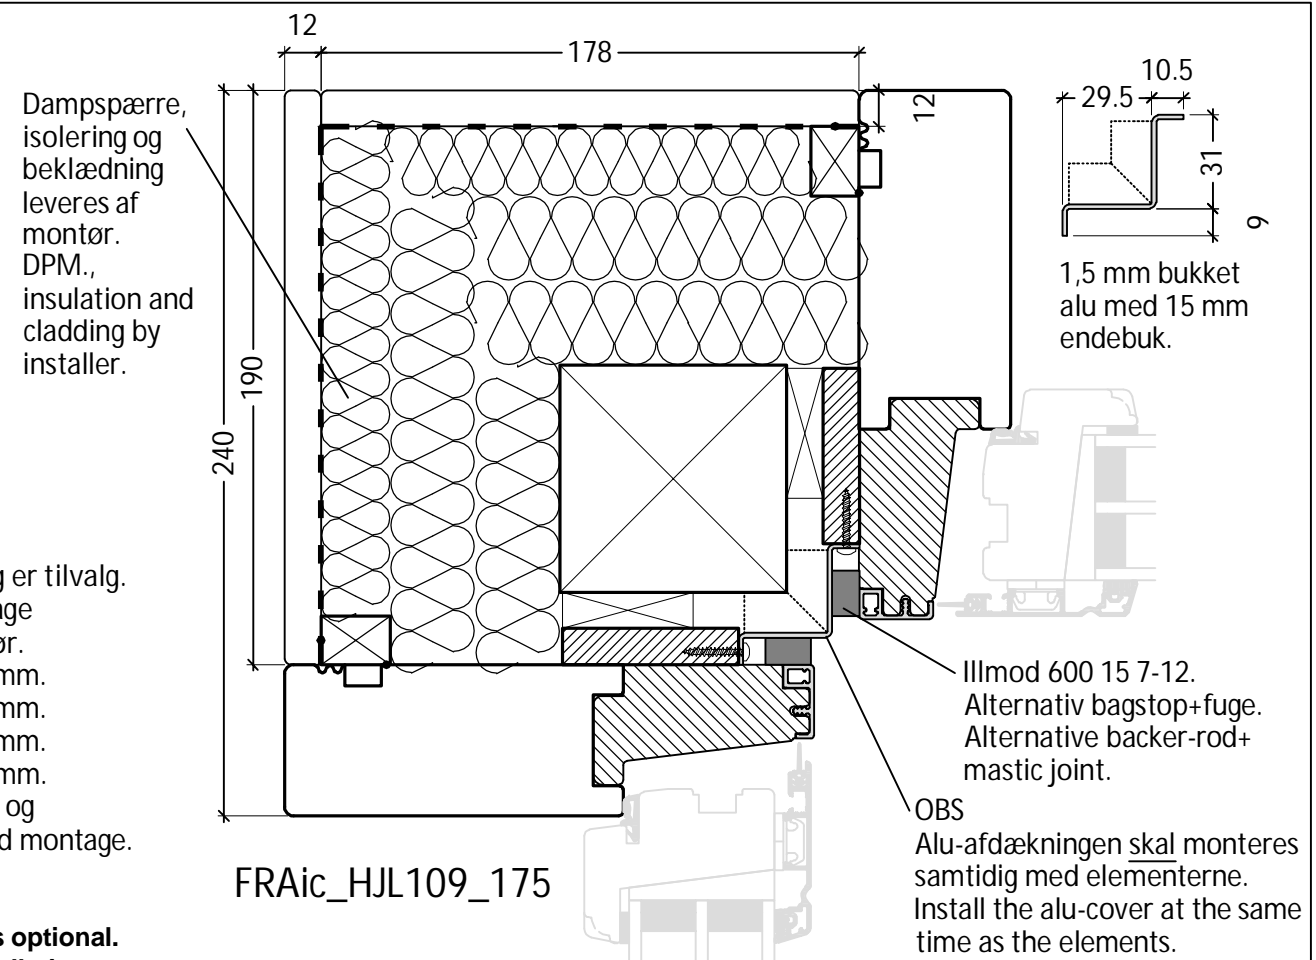 12
178
10.5
29.5
12
31
9
Dampspærre,
isolering og
beklædning
leveres af
montør.
DPM.,
insulation and
cladding by
installer.
190
240
1,5 mm bukket
alu med 15 mm
endebuk.
er tilvalg.
mm.
mm.
mm.
mm.
og
montage.
optional.
Illmod 600 15 7-12.
Alternativ bagstop+fuge.
Alternative backer-rod+
mastic joint.
OBS
Alu-afdækningen skal monteres
samtidig med elementerne.
Install the alu-cover at the same
time as the elements.
FRAic_HJL109_175